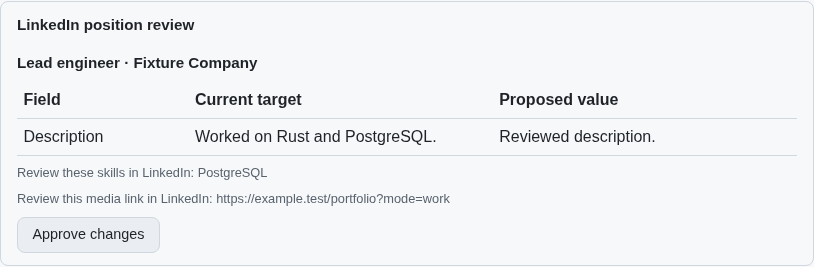 LinkedIn position review
Lead engineer · Fixture Company
Field Current target Proposed value
Description Worked on Rust and PostgreSQL. Reviewed description.
Review these skills in LinkedIn: PostgreSQL
Review this media link in LinkedIn: https://example.test/portfolio?mode=work
Approve changes